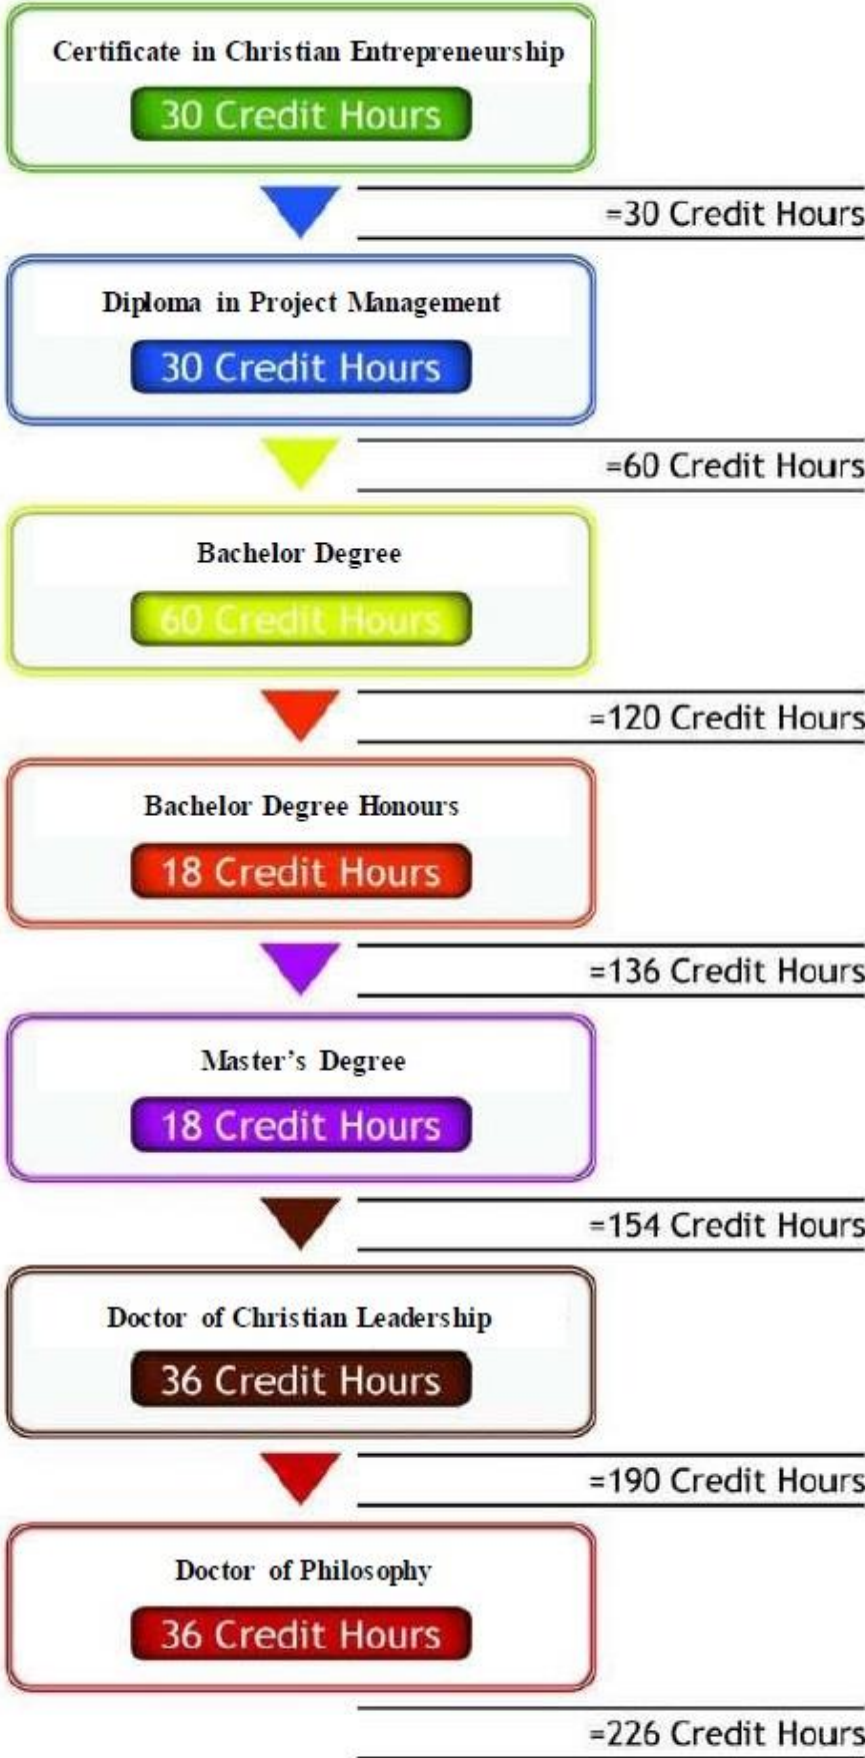 Certificate in Christian Entrepreneurship
30 Credit Hours
=30 Credit Hours
Diploma in Project Management
30 Credit Hours
=60 Credit Hours
Bachelor Degree
60 Credit Hours
=120 Credit Hours
Bachelor Degree Honours
18 Credit Hours
=136 Credit Hours
Master’s Degree
18 Credit Hours
=154 Credit Hours
Doctor of Christian Leadership
36 Credit Hours
=190 Credit Hours
Doctor of Philosophy
36 Credit Hours
=226 Credit Hours